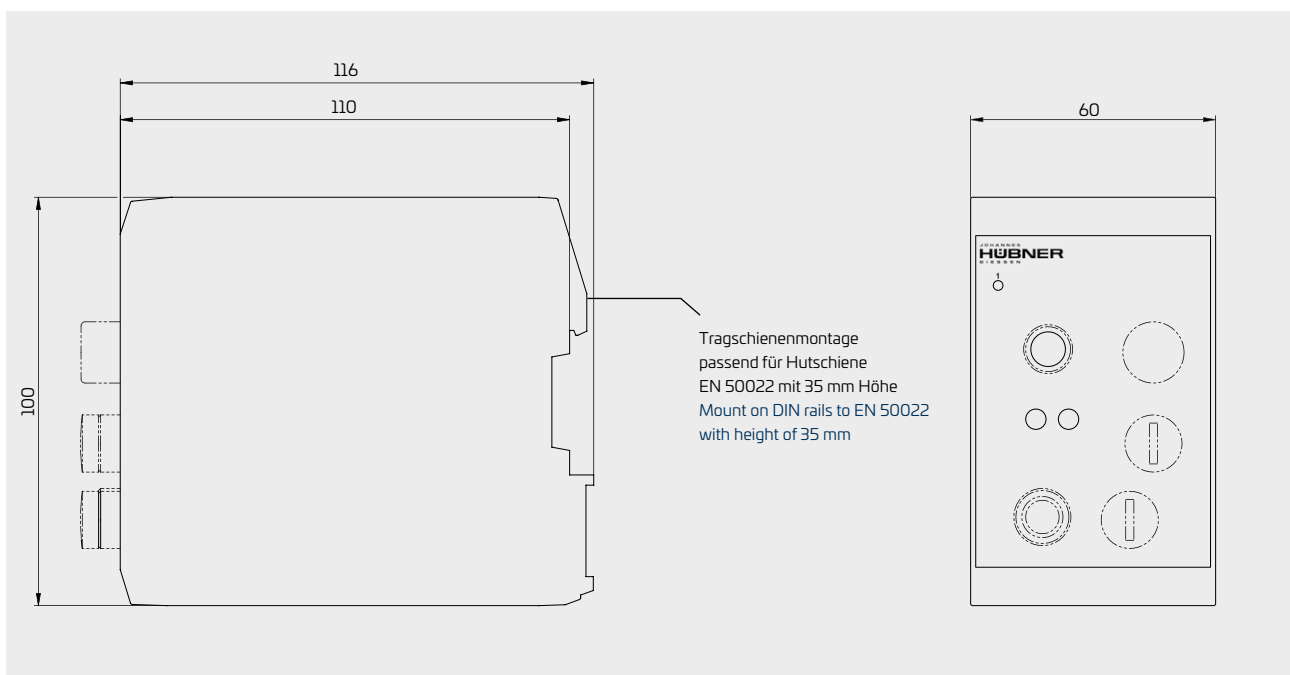 116
110
60
100
JOHANNES
HÜBNER
GIESSEN
1
Tragschienenmontage
passend für Hutschiene
EN 50022 mit 35 mm Höhe
Mount on DIN rails to EN 50022
with height of 35 mm